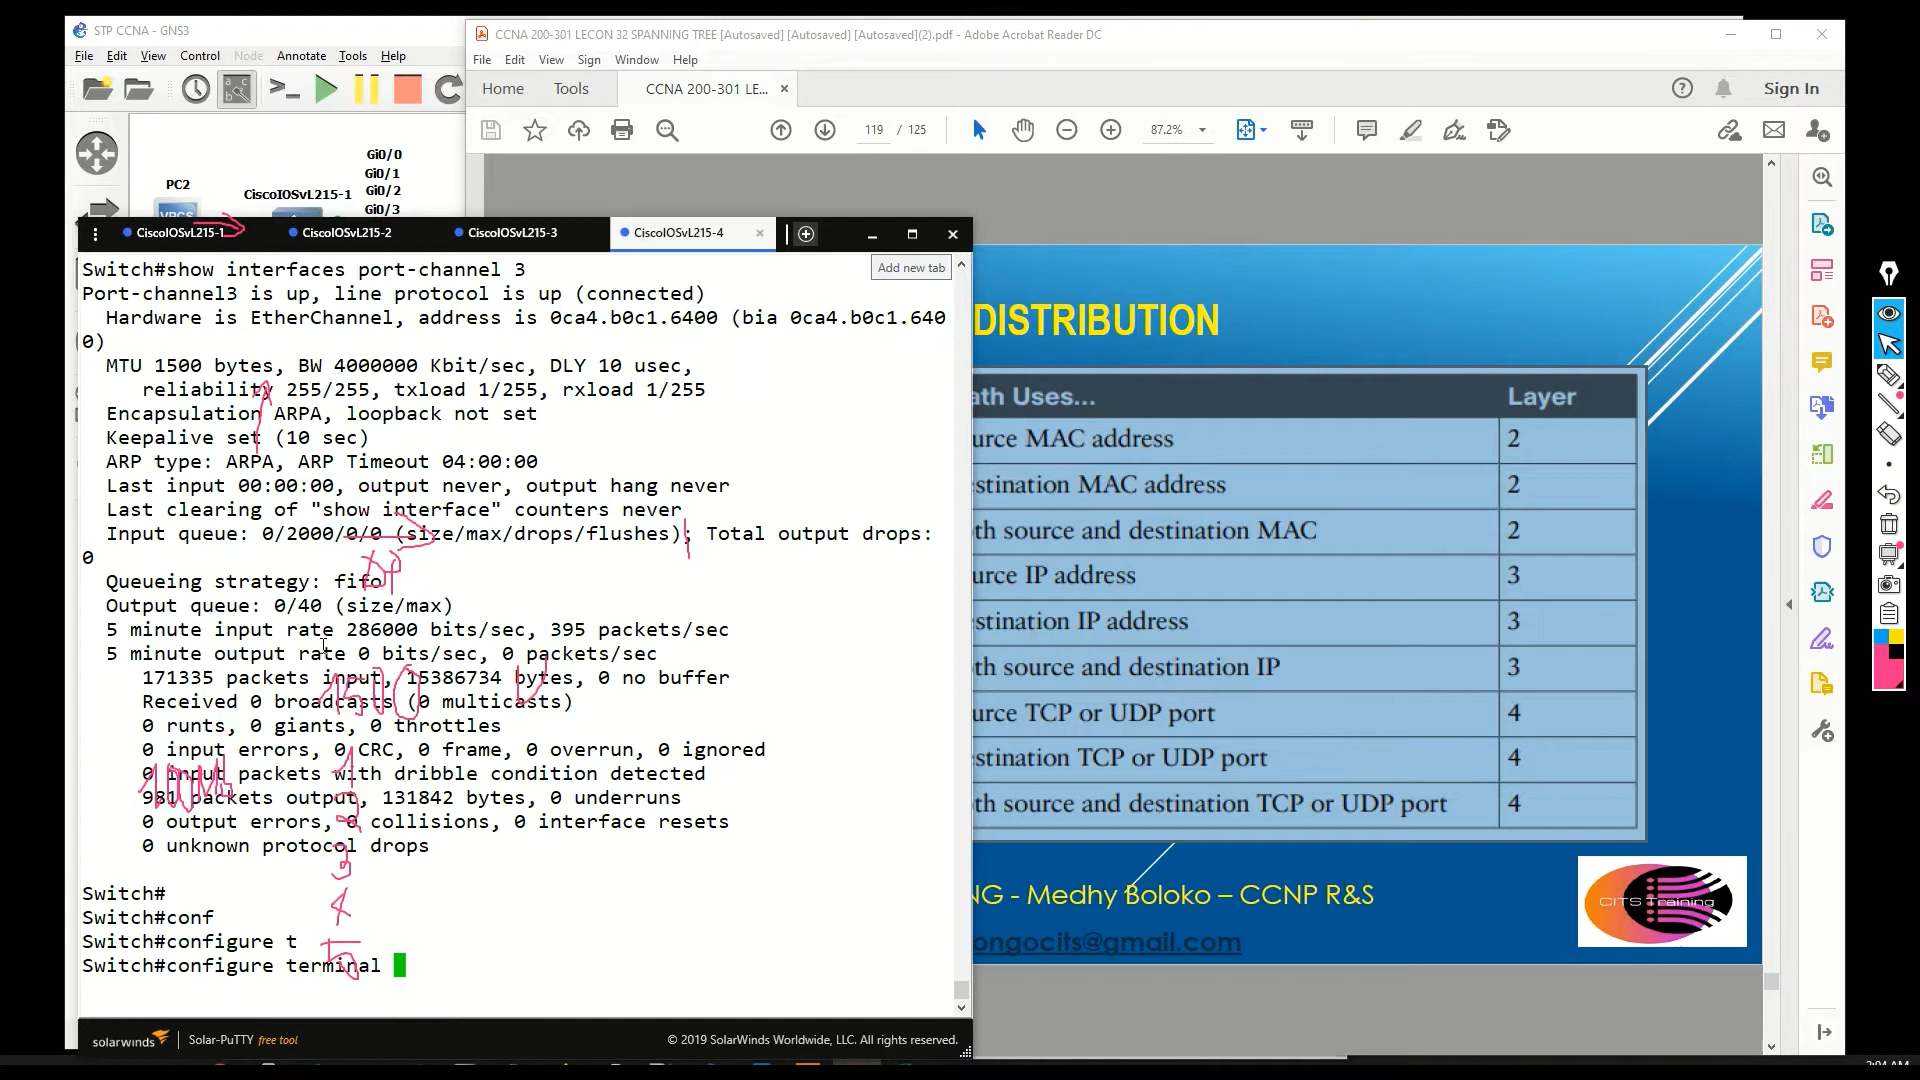 STP CCNA - GNS3
File Edit View Control Node Annotate Tools Help
CCNA 200-301 LECON 32 SPANNING TREE [Autosaved] [Autosaved] [Autosaved](2).pdf - Adobe Acrobat Reader DC
File Edit View Sign Window Help
Home Tools CCNA 200-301 LE... × Sign In
119 / 125 87.2%
Gi0/0
Gi0/1
Gi0/2
Gi0/3
PC2
CiscoIOSvL215-1
VPCS
CiscoIOSvL215-1 CiscoIOSvL215-2 CiscoIOSvL215-3 CiscoIOSvL215-4
Add new tab
Switch#show interfaces port-channel 3
Port-channel3 is up, line protocol is up (connected)
Hardware is EtherChannel, address is 0ca4.b0c1.6400 (bia 0ca4.b0c1.640
0)
MTU 1500 bytes, BW 4000000 Kbit/sec, DLY 10 usec,
reliability 255/255, txload 1/255, rxload 1/255
Encapsulation ARPA, loopback not set
Keepalive set (10 sec)
ARP type: ARPA, ARP Timeout 04:00:00
Last input 00:00:00, output never, output hang never
Last clearing of "show interface" counters never
Input queue: 0/2000/0/0 (size/max/drops/flushes); Total output drops:
0
Queueing strategy: fifo
Output queue: 0/40 (size/max)
5 minute input rate 286000 bits/sec, 395 packets/sec
5 minute output rate 0 bits/sec, 0 packets/sec
171335 packets input, 15386734 bytes, 0 no buffer
Received 0 broadcasts (0 multicasts)
0 runts, 0 giants, 0 throttles
0 input errors, 0 CRC, 0 frame, 0 overrun, 0 ignored
0 input packets with dribble condition detected
981 packets output, 131842 bytes, 0 underruns
0 output errors, 0 collisions, 0 interface resets
0 unknown protocol drops
Switch#
Switch#conf
Switch#configure t
Switch#configure terminal
1500
1
2
3
4
5
solarwinds Solar-PuTTY free tool © 2019 SolarWinds Worldwide, LLC. All rights reserved.
DISTRIBUTION
ath Uses... Layer
urce MAC address 2
estination MAC address 2
oth source and destination MAC 2
urce IP address 3
estination IP address 3
oth source and destination IP 3
urce TCP or UDP port 4
estination TCP or UDP port 4
oth source and destination TCP or UDP port 4
NG - Medhy Boloko – CCNP R&S
ongocits@gmail.com
CITS Training